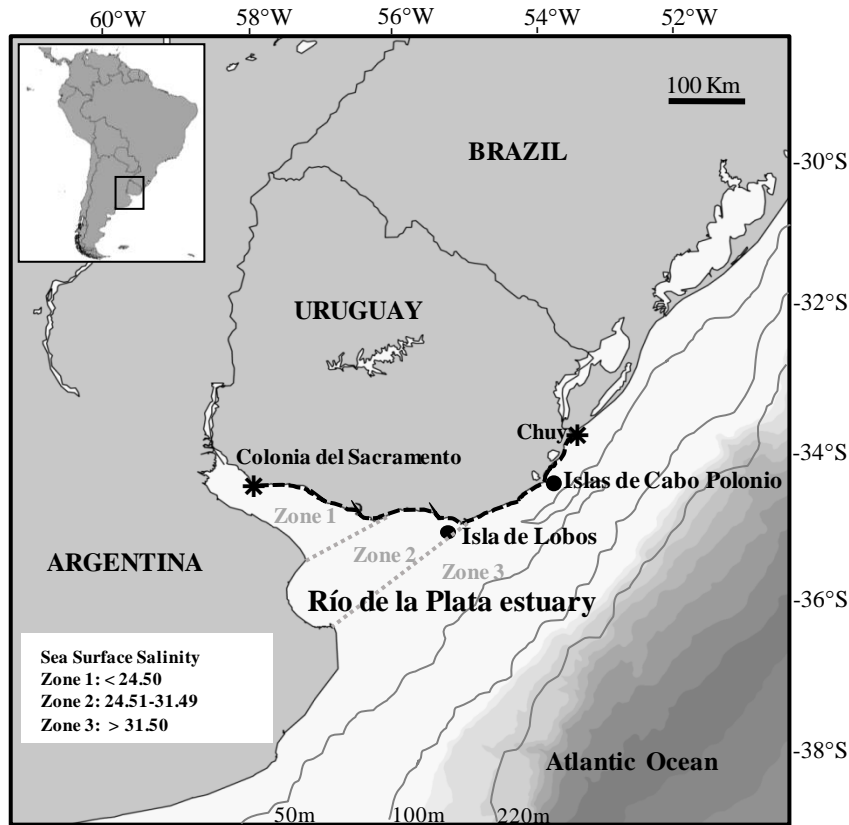 60°W 58°W 56°W 54°W 52°W
100 Km
BRAZIL
-30°S
-32°S
URUGUAY
Chuy
-34°S
Colonia del Sacramento
Islas de Cabo Polonio
Zone 1
Isla de Lobos
Zone 2
ARGENTINA
Zone 3
Río de la Plata estuary
-36°S
Sea Surface Salinity
Zone 1: < 24.50
Zone 2: 24.51-31.49
Zone 3: > 31.50
-38°S
Atlantic Ocean
50m 100m 220m